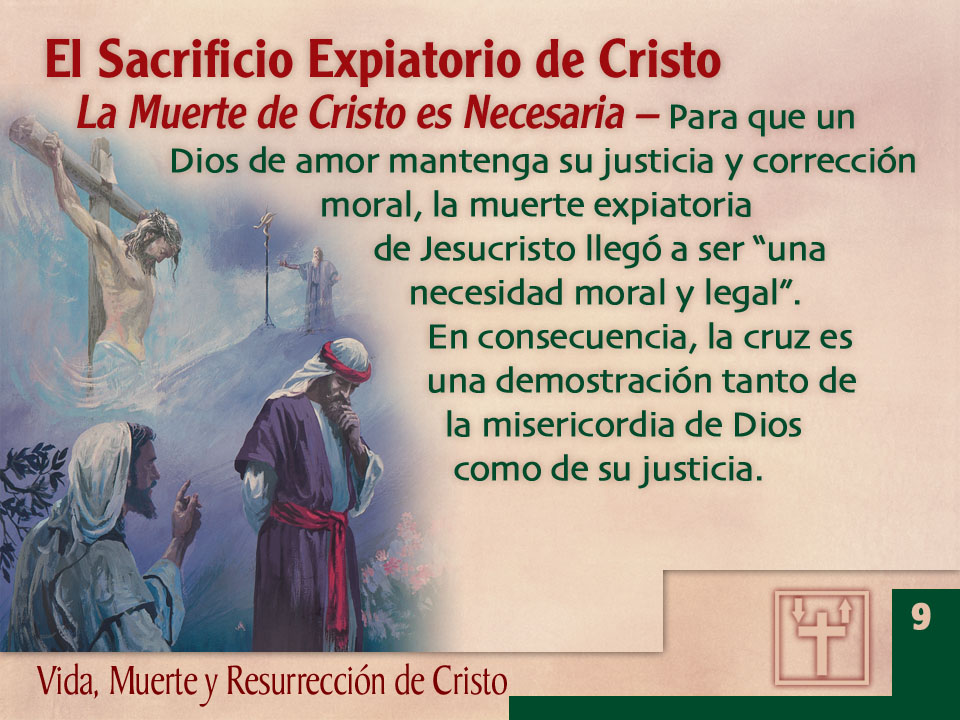 El Sacrificio Expiatorio de Cristo
La Muerte de Cristo es Necesaria – Para que un
Dios de amor mantenga su justicia y corrección
moral, la muerte expiatoria
de Jesucristo llegó a ser “una
necesidad moral y legal”.
En consecuencia, la cruz es
una demostración tanto de
la misericordia de Dios
como de su justicia.
9
Vida, Muerte y Resurrección de Cristo